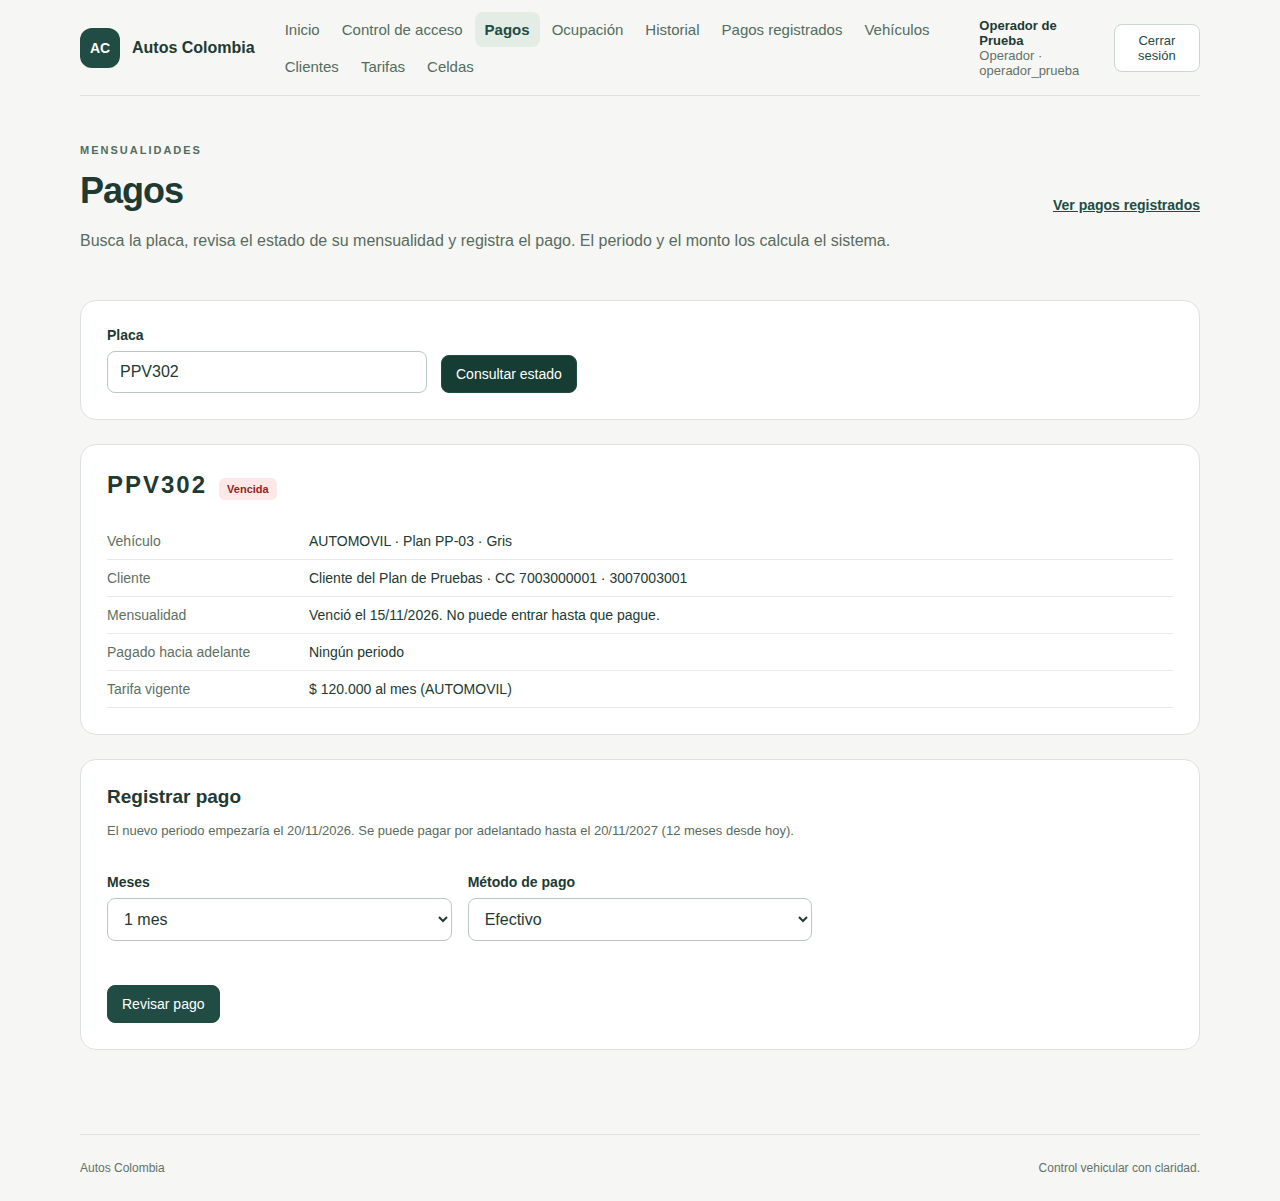 AC
Autos Colombia
Inicio
Control de acceso
Pagos
Ocupación
Historial
Pagos registrados
Vehículos
Clientes
Tarifas
Celdas
Operador de
Prueba
Operador ·
operador_prueba
Cerrar
sesión
MENSUALIDADES
Pagos
Ver pagos registrados
Busca la placa, revisa el estado de su mensualidad y registra el pago. El periodo y el monto los calcula el sistema.
Placa
PPV302
Consultar estado
PPV302 Vencida
Vehículo AUTOMOVIL · Plan PP-03 · Gris
Cliente Cliente del Plan de Pruebas · CC 7003000001 · 3007003001
Mensualidad Venció el 15/11/2026. No puede entrar hasta que pague.
Pagado hacia adelante Ningún periodo
Tarifa vigente $ 120.000 al mes (AUTOMOVIL)
Registrar pago
El nuevo periodo empezaría el 20/11/2026. Se puede pagar por adelantado hasta el 20/11/2027 (12 meses desde hoy).
Meses
1 mes
Método de pago
Efectivo
Revisar pago
Autos Colombia
Control vehicular con claridad.